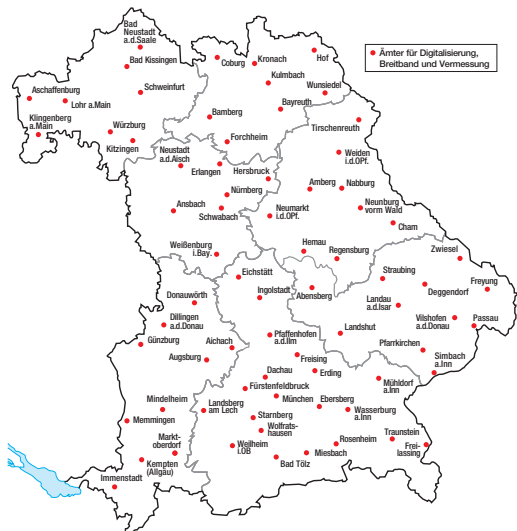 Bad
Neustadt
a.d.Saale
Bad Kissingen
Coburg
Kronach
Hof
Ämter für Digitalisierung,
Breitband und Vermessung
Aschaffenburg
Lohr a.Main
Schweinfurt
Kulmbach
Wunsiedel
Klingenberg
a.Main
Würzburg
Kitzingen
Bamberg
Bayreuth
Tirschenreuth
Forchheim
Neustadt
a.d.Aisch
Erlangen
Hersbruck
Weiden
i.d.OPf.
Amberg
Nabburg
Nürnberg
Ansbach
Schwabach
Neumarkt
i.d.OPf.
Neunburg
vorm Wald
Cham
Weißenburg
i.Bay.
Hemau
Regensburg
Zwiesel
Eichstätt
Ingolstadt
Abensberg
Straubing
Deggendorf
Freyung
Donauwörth
Landau
a.d.Isar
Dillingen
a.d.Donau
Vilshofen
a.d.Donau
Passau
Günzburg
Aichach
Pfaffenhofen
a.d.Ilm
Landshut
Pfarrkirchen
Augsburg
Freising
Simbach
a.Inn
Dachau
Erding
Mühldorf
a.Inn
Fürstenfeldbruck
München
Ebersberg
Mindelheim
Landsberg
am Lech
Starnberg
Wasserburg
a.Inn
Memmingen
Wolfrats-
hausen
Markt-
oberdorf
Weilheim
i.OB
Rosenheim
Traunstein
Frei-
lassing
Kempten
(Allgäu)
Bad Tölz
Miesbach
Immenstadt